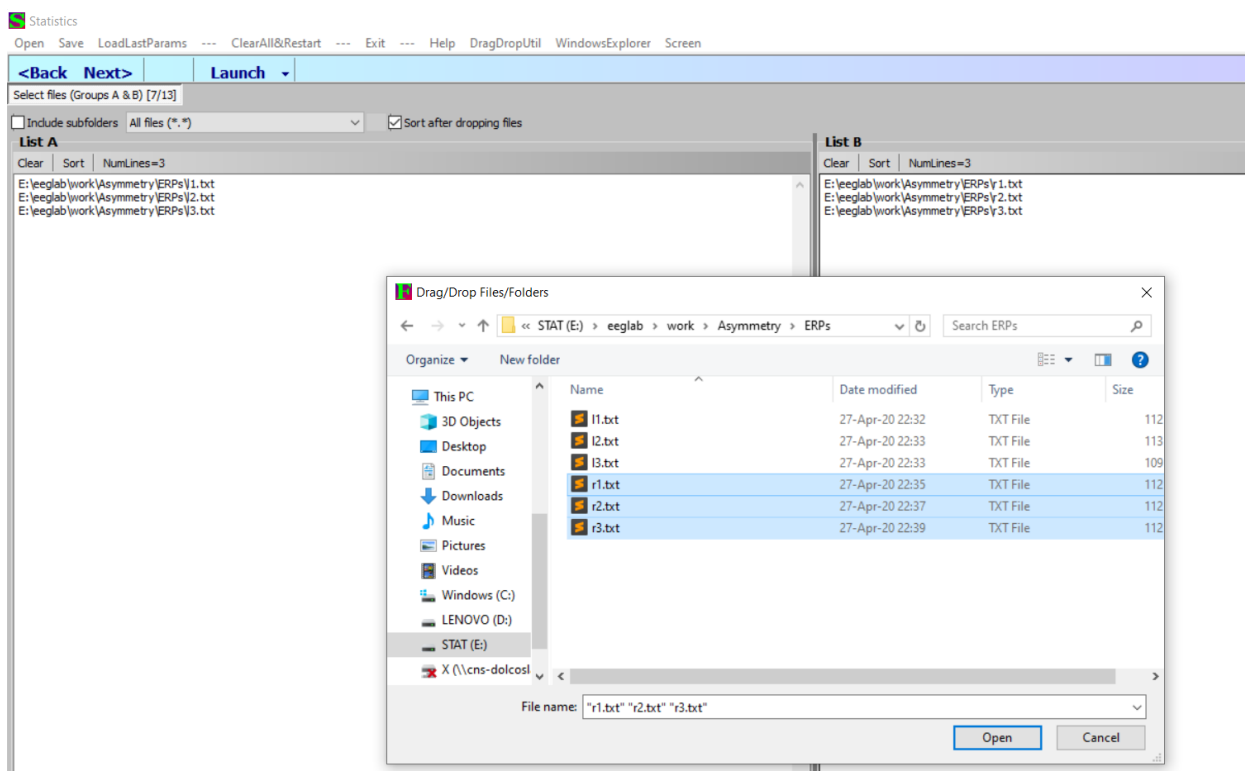 Statistics
Open Save LoadLastParams --- ClearAll&Restart --- Exit --- Help DragDropUtil WindowsExplorer Screen
<Back Next> Launch
Select files (Groups A & B) [7/13]
Include subfolders All files (*.*) Sort after dropping files
List A
Clear Sort NumLines=3
E:\eeglab\work\Asymmetry\ERPs\l1.txt
E:\eeglab\work\Asymmetry\ERPs\l2.txt
E:\eeglab\work\Asymmetry\ERPs\l3.txt
List B
Clear Sort NumLines=3
E:\eeglab\work\Asymmetry\ERPs\r1.txt
E:\eeglab\work\Asymmetry\ERPs\r2.txt
E:\eeglab\work\Asymmetry\ERPs\r3.txt
Drag/Drop Files/Folders
« STAT (E:) › eeglab › work › Asymmetry › ERPs
Search ERPs
Organize New folder
This PC
3D Objects
Desktop
Documents
Downloads
Music
Pictures
Videos
Windows (C:)
LENOVO (D:)
STAT (E:)
X (\\cns-dolcosl
Name Date modified Type Size
l1.txt 27-Apr-20 22:32 TXT File 112
l2.txt 27-Apr-20 22:33 TXT File 113
l3.txt 27-Apr-20 22:33 TXT File 109
r1.txt 27-Apr-20 22:35 TXT File 112
r2.txt 27-Apr-20 22:37 TXT File 112
r3.txt 27-Apr-20 22:39 TXT File 112
File name: "r1.txt" "r2.txt" "r3.txt"
Open Cancel